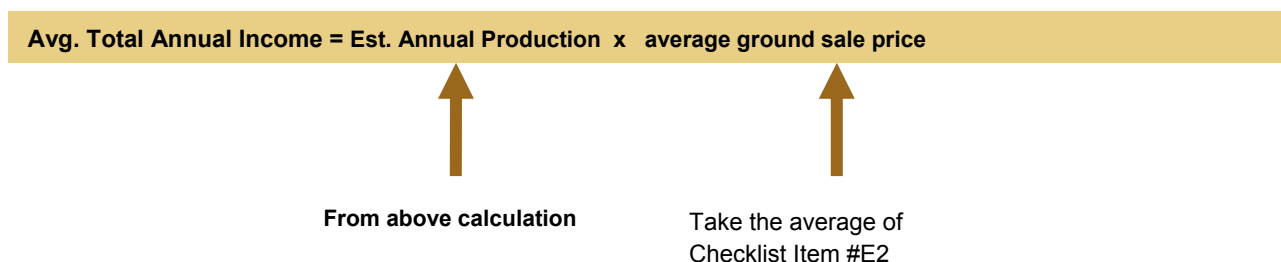 Avg. Total Annual Income = Est. Annual Production x average ground sale price
From above calculation
Take the average of
Checklist Item #E2